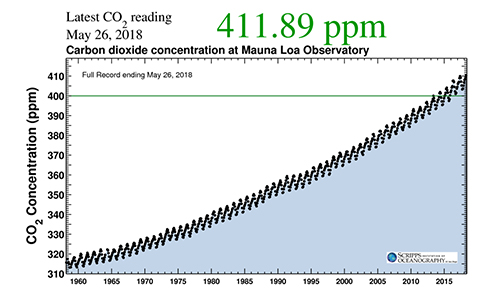 Latest CO2 reading
May 26, 2018
411.89 ppm
Carbon dioxide concentration at Mauna Loa Observatory
Full Record ending May 26, 2018
CO2 Concentration (ppm)
410
400
390
380
370
360
350
340
330
320
310
1960 1965 1970 1975 1980 1985 1990 1995 2000 2005 2010 2015
SCRIPPS INSTITUTION OF
OCEANOGRAPHY